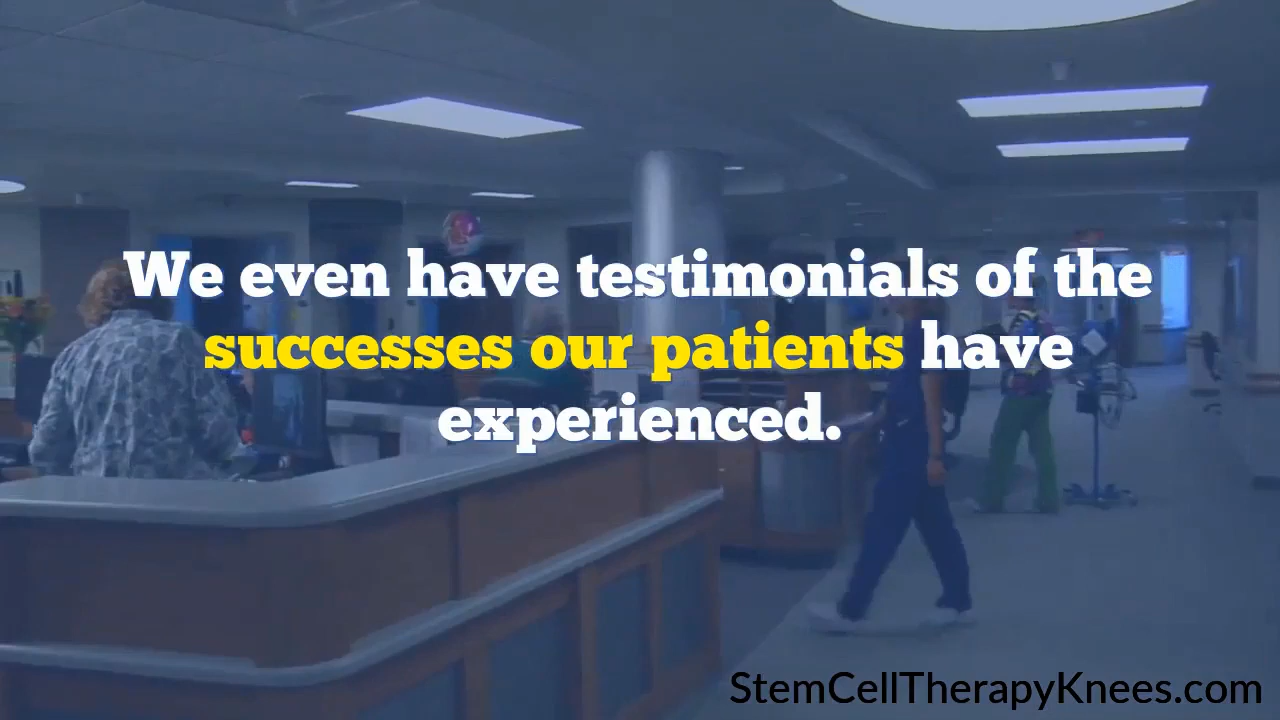 We even have testimonials of the
successes our patients have
experienced.
StemCellTherapyKnees.com